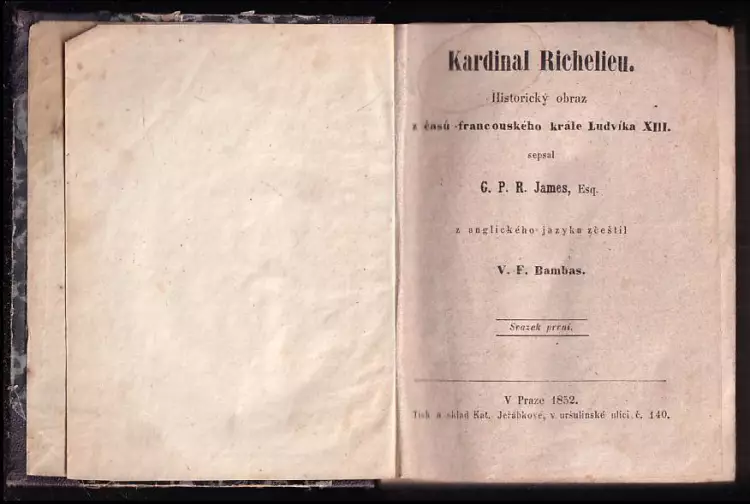 Kardinal Richelieu.
Historický obraz
z časů francouského krále Ludvíka XIII.
sepsal
G. P. R. James, Esq.
z anglického jazyka zčeštil
V. F. Bambas.
Svazek první.
V Praze 1852.
Tisk a sklad Kat. Jeřábkové, v uršulinské ulici č. 140.